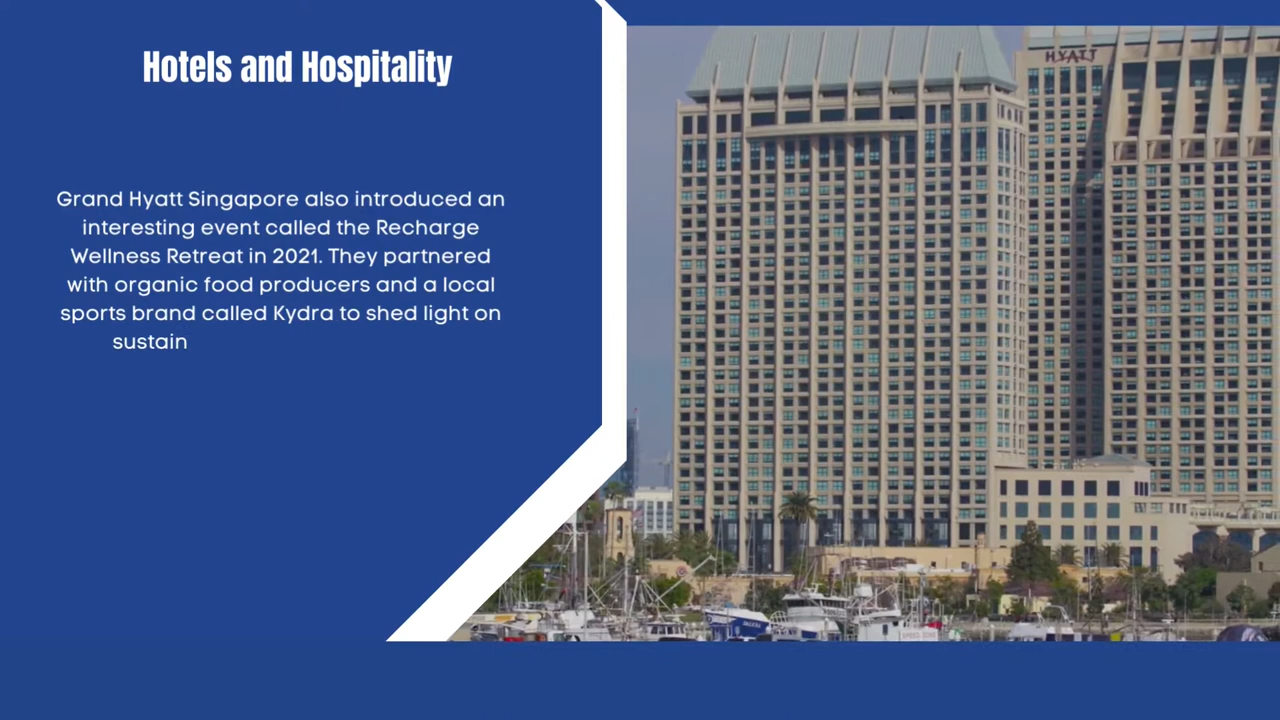 Hotels and Hospitality
Grand Hyatt Singapore also introduced an
interesting event called the Recharge
Wellness Retreat in 2021. They partnered
with organic food producers and a local
sports brand called Kydra to shed light on
sustain
HYATT